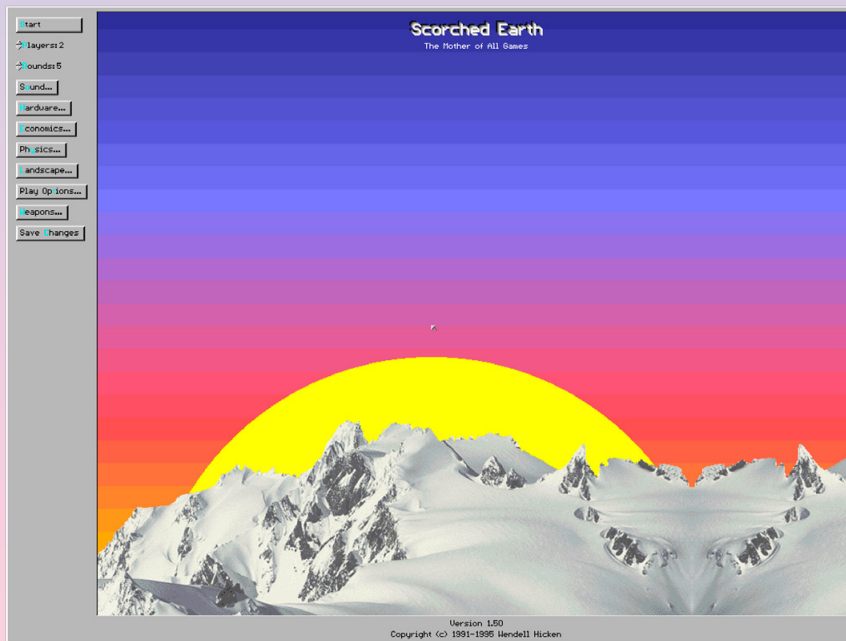 Start
Players:2
Rounds:5
Sound...
Hardware...
Economics...
Physics...
Landscape...
Play Options...
Weapons...
Save Changes
Scorched Earth
The Mother of All Games
Version 1.50
Copyright (c) 1991-1995 Wendell Hicken